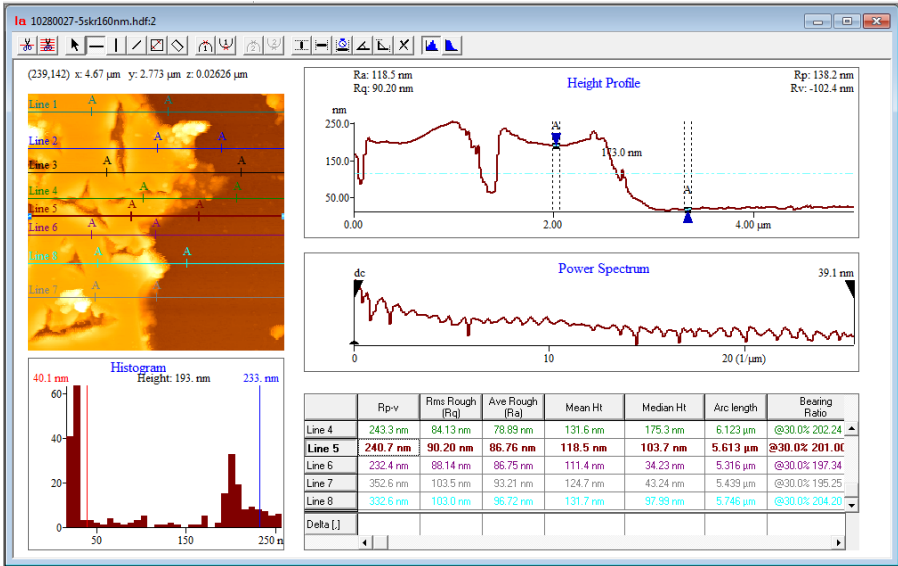 10280027-5skr160nm.hdf:2
(239,142) x: 4.67 µm y: 2.773 µm z: 0.02626 µm
Line 1 A A
Line 2 A A
Line 3 A A
Line 4 A A
Line 5 A A
Line 6 A A
Line 8 A A
Line 7 A A
Ra: 118.5 nm
Rq: 90.20 nm
Height Profile
Rp: 138.2 nm
Rv: -102.4 nm
nm
250.0
150.0
50.00
A
173.0 nm
A
0.00 2.00 4.00 µm
dc
Power Spectrum
39.1 nm
0 10 20 (1/µm)
Histogram
40.1 nm Height: 193. nm 233. nm
60
40
20
0
50 150 250 n
Rp-v Rms Rough (Rq) Ave Rough (Ra) Mean Ht Median Ht Arc length Bearing Ratio
Line 4 243.3 nm 84.13 nm 78.89 nm 131.6 nm 175.3 nm 6.123 µm @30.0% 202.24
Line 5 240.7 nm 90.20 nm 86.76 nm 118.5 nm 103.7 nm 5.613 µm @30.0% 201.00
Line 6 232.4 nm 88.14 nm 86.75 nm 111.4 nm 34.23 nm 5.316 µm @30.0% 197.34
Line 7 352.6 nm 103.5 nm 93.21 nm 124.7 nm 43.24 nm 5.439 µm @30.0% 195.25
Line 8 332.6 nm 103.0 nm 96.72 nm 131.7 nm 97.99 nm 5.746 µm @30.0% 204.20
Delta [.]